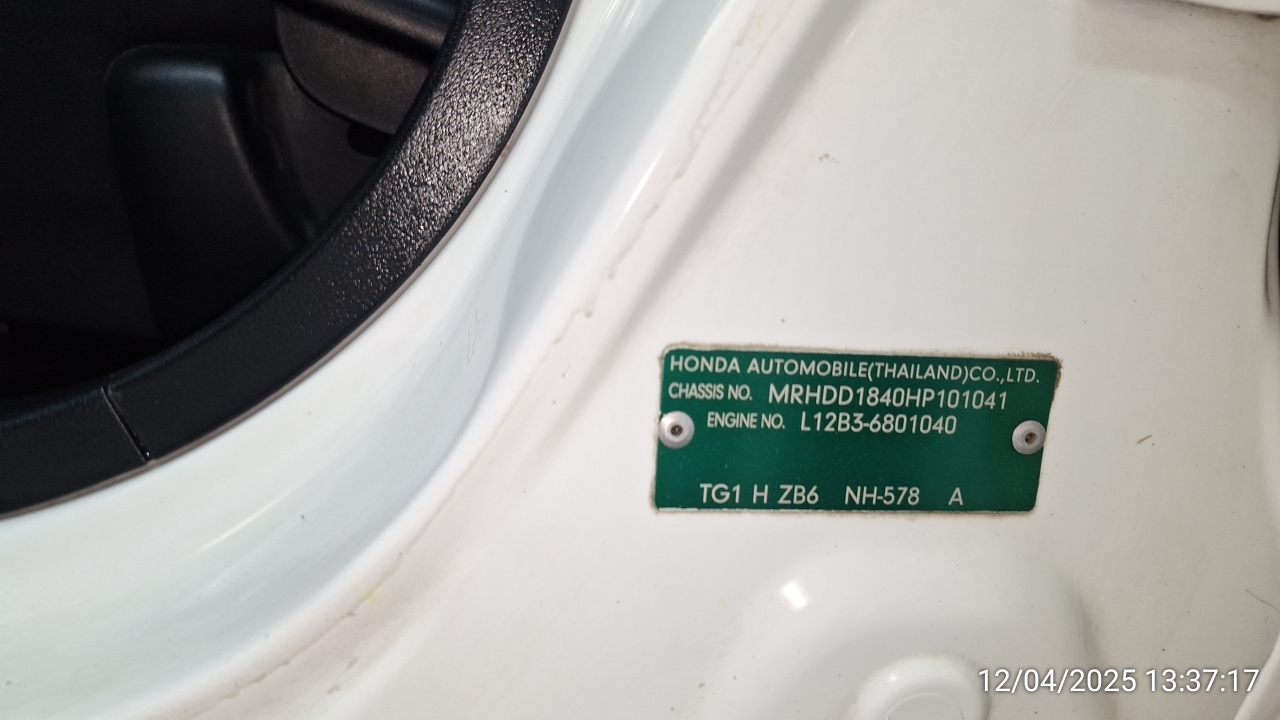 HONDA AUTOMOBILE(THAILAND)CO.,LTD.
CHASSIS NO. MRHDD1840HP101041
ENGINE NO. L12B3-6801040
TG1 H ZB6 NH-578 A
12/04/2025 13:37:17